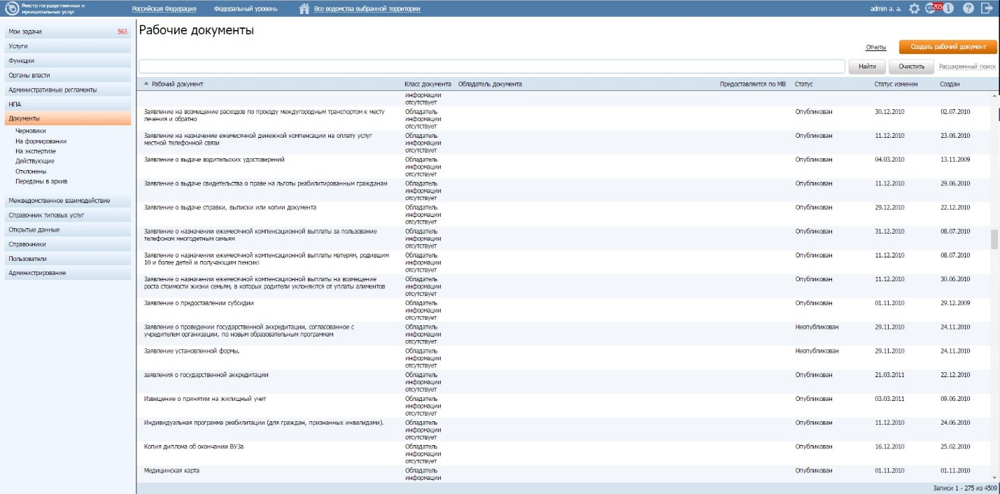 Реестр государственных и
муниципальных услуг
Российская Федерация Федеральный уровень Все ведомства выбранной территории admin a. a. 205
Мои задачи 563
Услуги
Функции
Органы власти
Административные регламенты
НПА
Документы
Черновики
На формировании
На экспертизе
Действующие
Отклонены
Переданы в архив
Межведомственное взаимодействие
Справочник типовых услуг
Открытые данные
Справочники
Пользователи
Администрирование
Рабочие документы
Отчеты Создать рабочий документ
Найти Очистить Расширенный поиск
Рабочий документ Класс документа Обладатель документа Предоставляется по МВ Статус Статус изменен Создан
информации
отсутствует
Заявление на возмещение расходов по проезду междугородным транспортом к месту Обладатель Опубликован 30.12.2010 02.07.2010
лечения и обратно информации
отсутствует
Заявление на назначение ежемесячной денежной компенсации на оплату услуг Обладатель Опубликован 11.12.2010 23.06.2010
местной телефонной связи информации
отсутствует
Заявление о выдаче водительских удостоверений Обладатель Опубликован 04.03.2010 13.11.2009
информации
отсутствует
Заявление о выдаче свидетельства о праве на льготы реабилитированным гражданам Обладатель Опубликован 11.12.2010 29.06.2010
информации
отсутствует
Заявление о выдаче справки, выписки или копии документа Обладатель Опубликован 29.12.2010 22.12.2010
информации
отсутствует
Заявление о назначении ежемесячной компенсационной выплаты за пользование Обладатель Опубликован 31.12.2010 08.07.2010
телефоном многодетным семьям информации
отсутствует
Заявление о назначении ежемесячной компенсационной выплаты матерям, родившим Обладатель Опубликован 11.12.2010 08.07.2010
10 и более детей и получающим пенсию информации
отсутствует
Заявление о назначении ежемесячной компенсационной выплаты на возмещение Обладатель Опубликован 11.12.2010 30.06.2010
роста стоимости жизни семьям, в которых родители уклоняются от уплаты алиментов информации
отсутствует
Заявление о предоставлении субсидии Обладатель Опубликован 01.11.2010 29.12.2009
информации
отсутствует
Заявление о проведении государственной аккредитации, согласованное с Обладатель Неопубликован 29.11.2010 24.11.2010
учредителем организации, по новым образовательным программам информации
отсутствует
Заявление установленной формы, Обладатель Неопубликован 29.11.2010 24.11.2010
информации
отсутствует
заявления о государственной аккредитации Обладатель Опубликован 21.03.2011 22.12.2010
информации
отсутствует
Извещение о принятии на жилищный учет Обладатель Опубликован 03.03.2011 09.06.2010
информации
отсутствует
Индивидуальная программа реабилитации (для граждан, признанных инвалидами). Обладатель Опубликован 11.12.2010 24.06.2010
информации
отсутствует
Копия диплома об окончании ВУЗа Обладатель Опубликован 16.12.2010 25.02.2010
информации
отсутствует
Медицинская карта Обладатель Опубликован 01.11.2010 01.11.2010
информации
Записи 1 - 275 из 4509